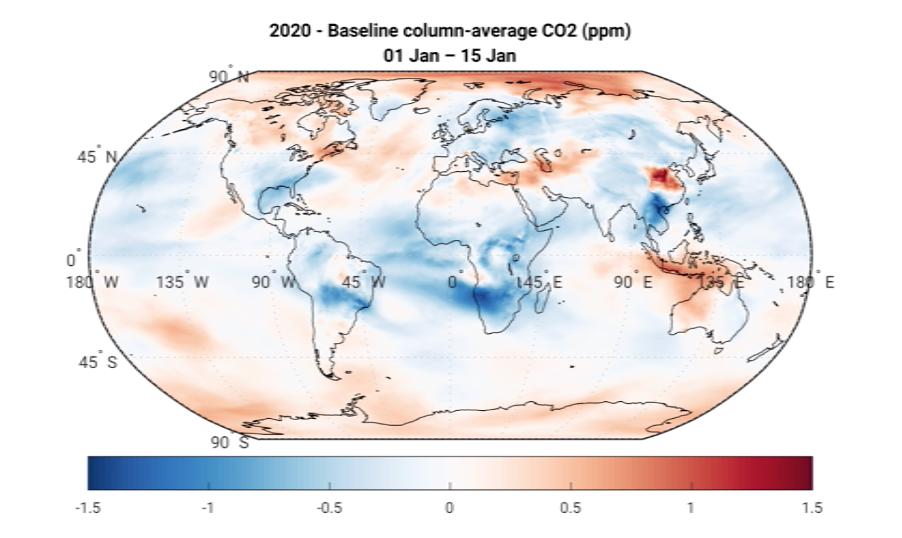 2020 - Baseline column-average CO2 (ppm)
01 Jan – 15 Jan
90° N
45° N
0°
180° W 135° W 90° W 45° W 0° 45° E 90° E 135° E 180° E
45° S
90° S
-1.5 -1 -0.5 0 0.5 1 1.5